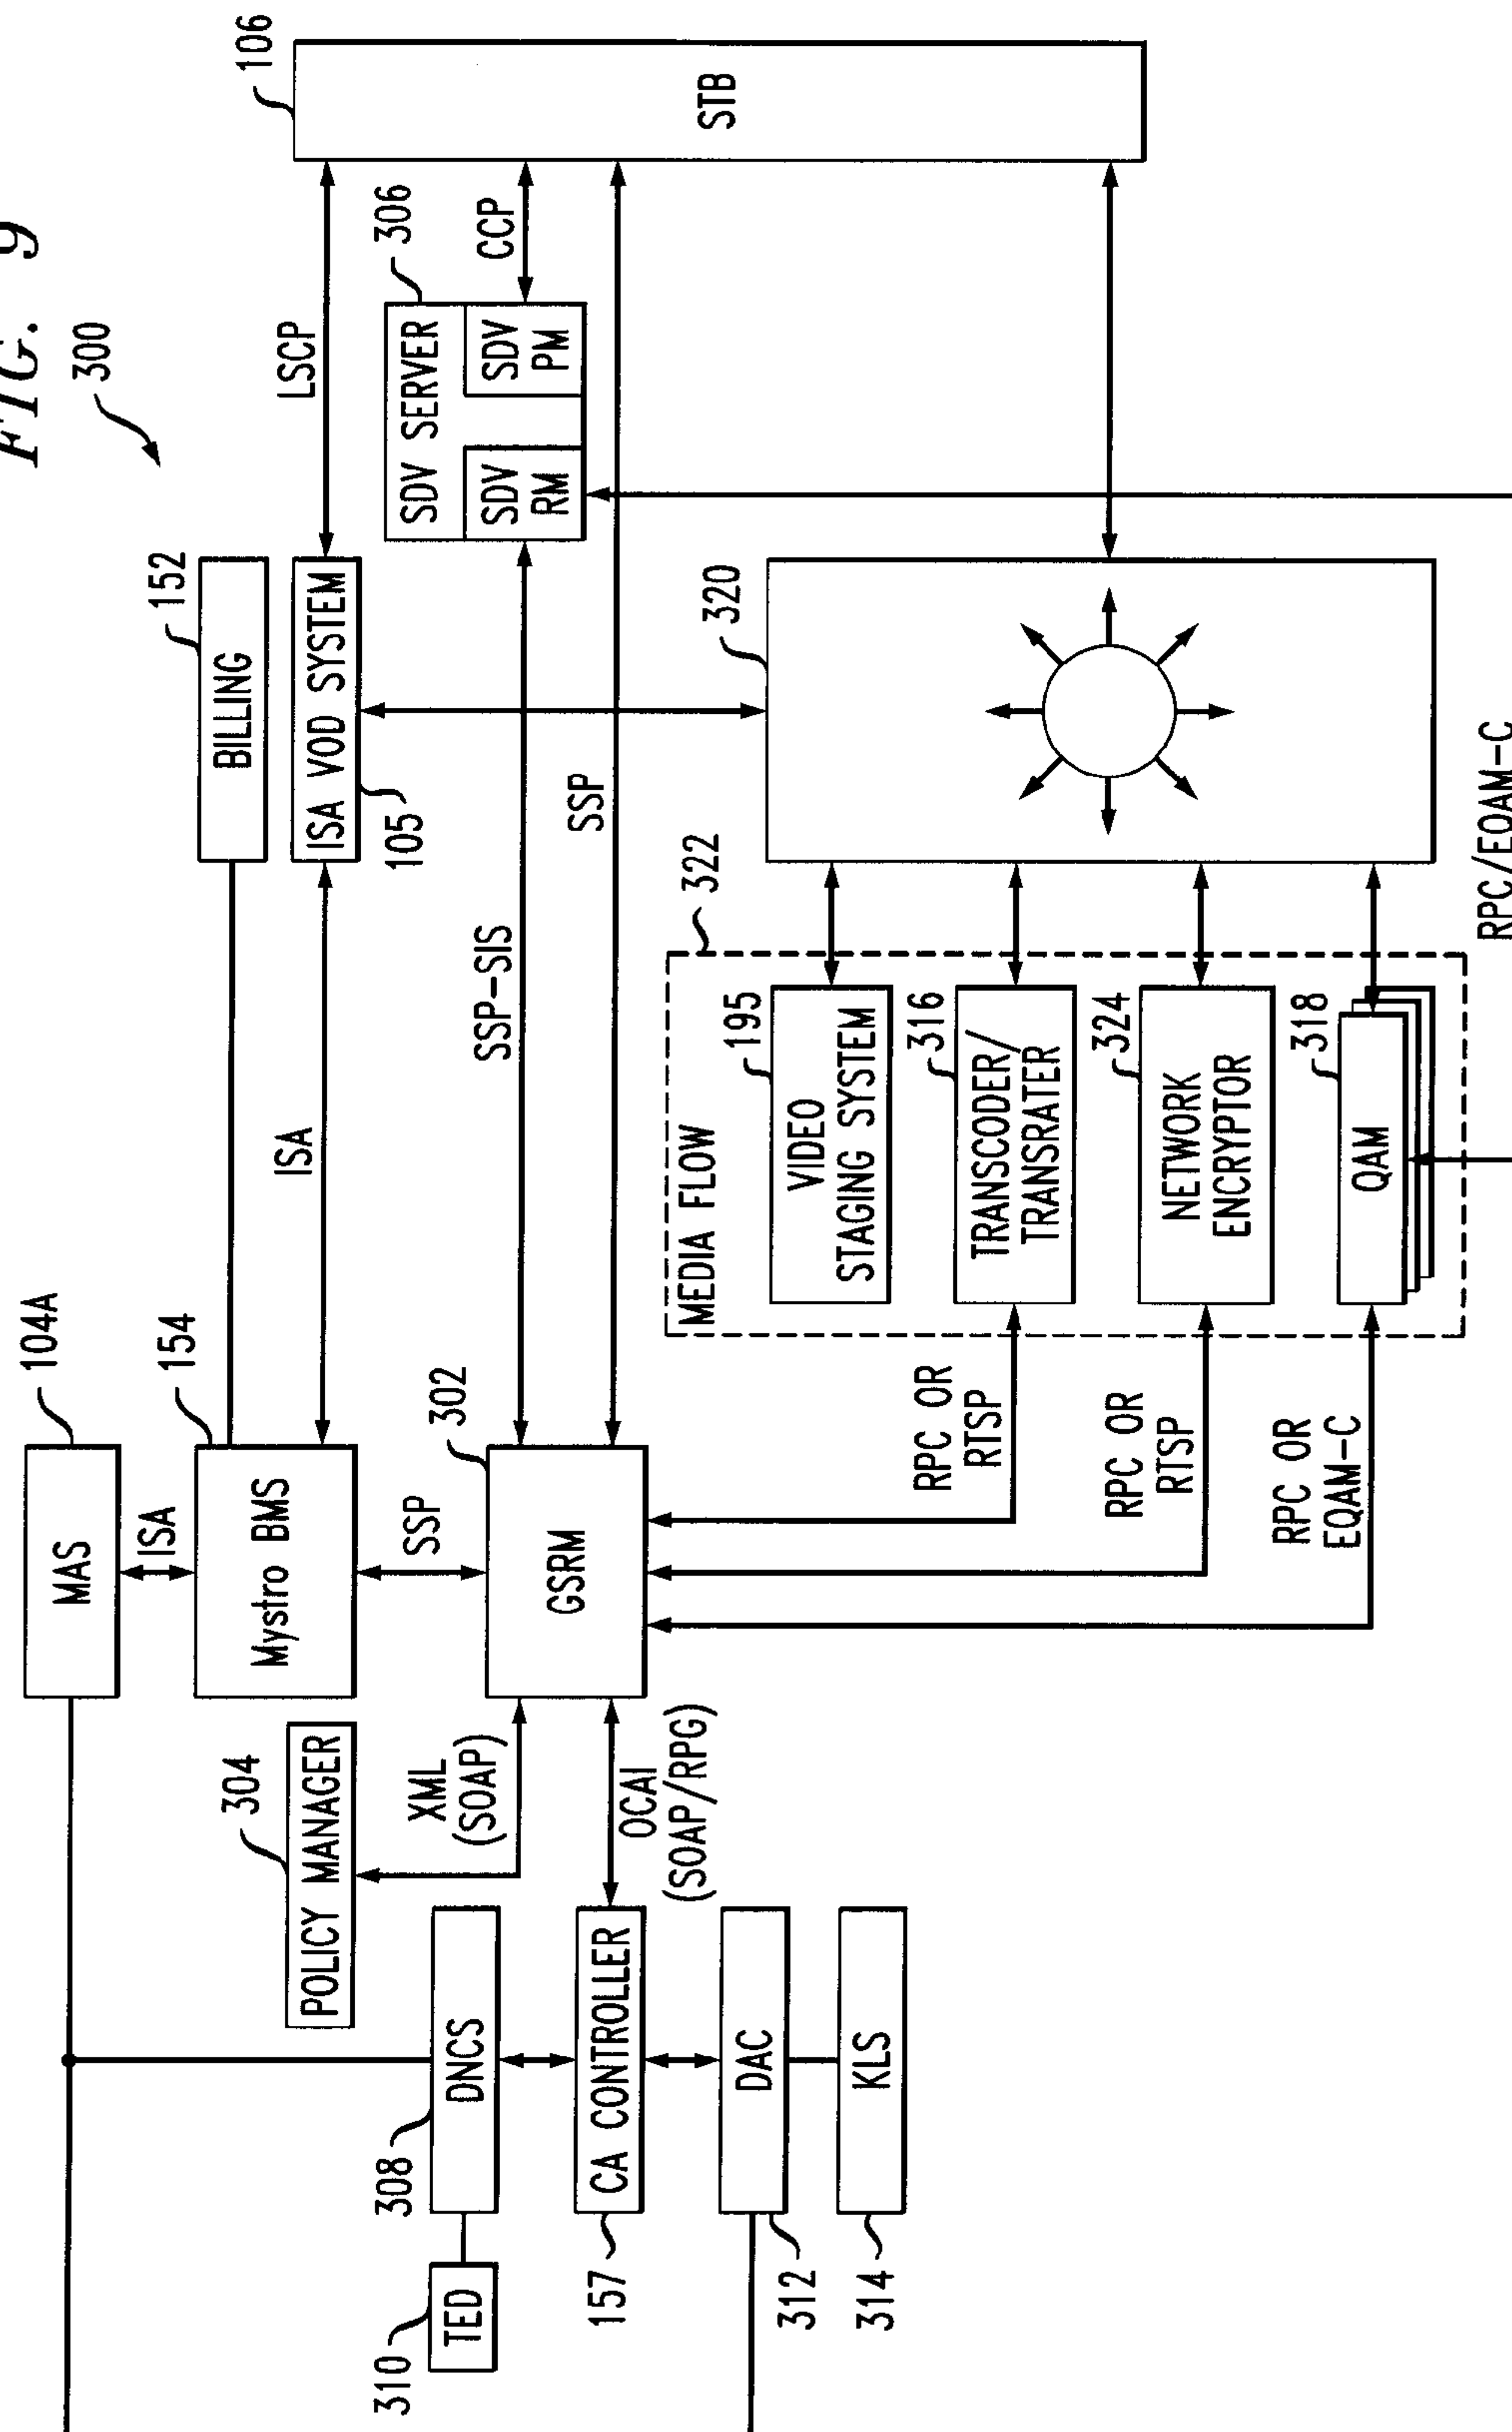 FIG. 9
300
MAS
104A
ISA
Mystro BMS
154
BILLING
152
ISA
ISA VOD SYSTEM
105
LSCP
STB
106
POLICY MANAGER
304
XML
(SOAP)
SSP
GSRM
302
SSP-SIS
SSP
SDV SERVER
SDV
RM
SDV
PM
306
CCP
TED
310
DNCS
308
CA CONTROLLER
157
OCAI
(SOAP/RPG)
DAC
312
KLS
314
RPC OR
RTSP
RPC OR
RTSP
RPC OR
EQAM-C
MEDIA FLOW
322
VIDEO
STAGING SYSTEM
195
TRANSCODER/
TRANSRATER
316
NETWORK
ENCRYPTOR
324
QAM
318
320
RPC/EQAM-C